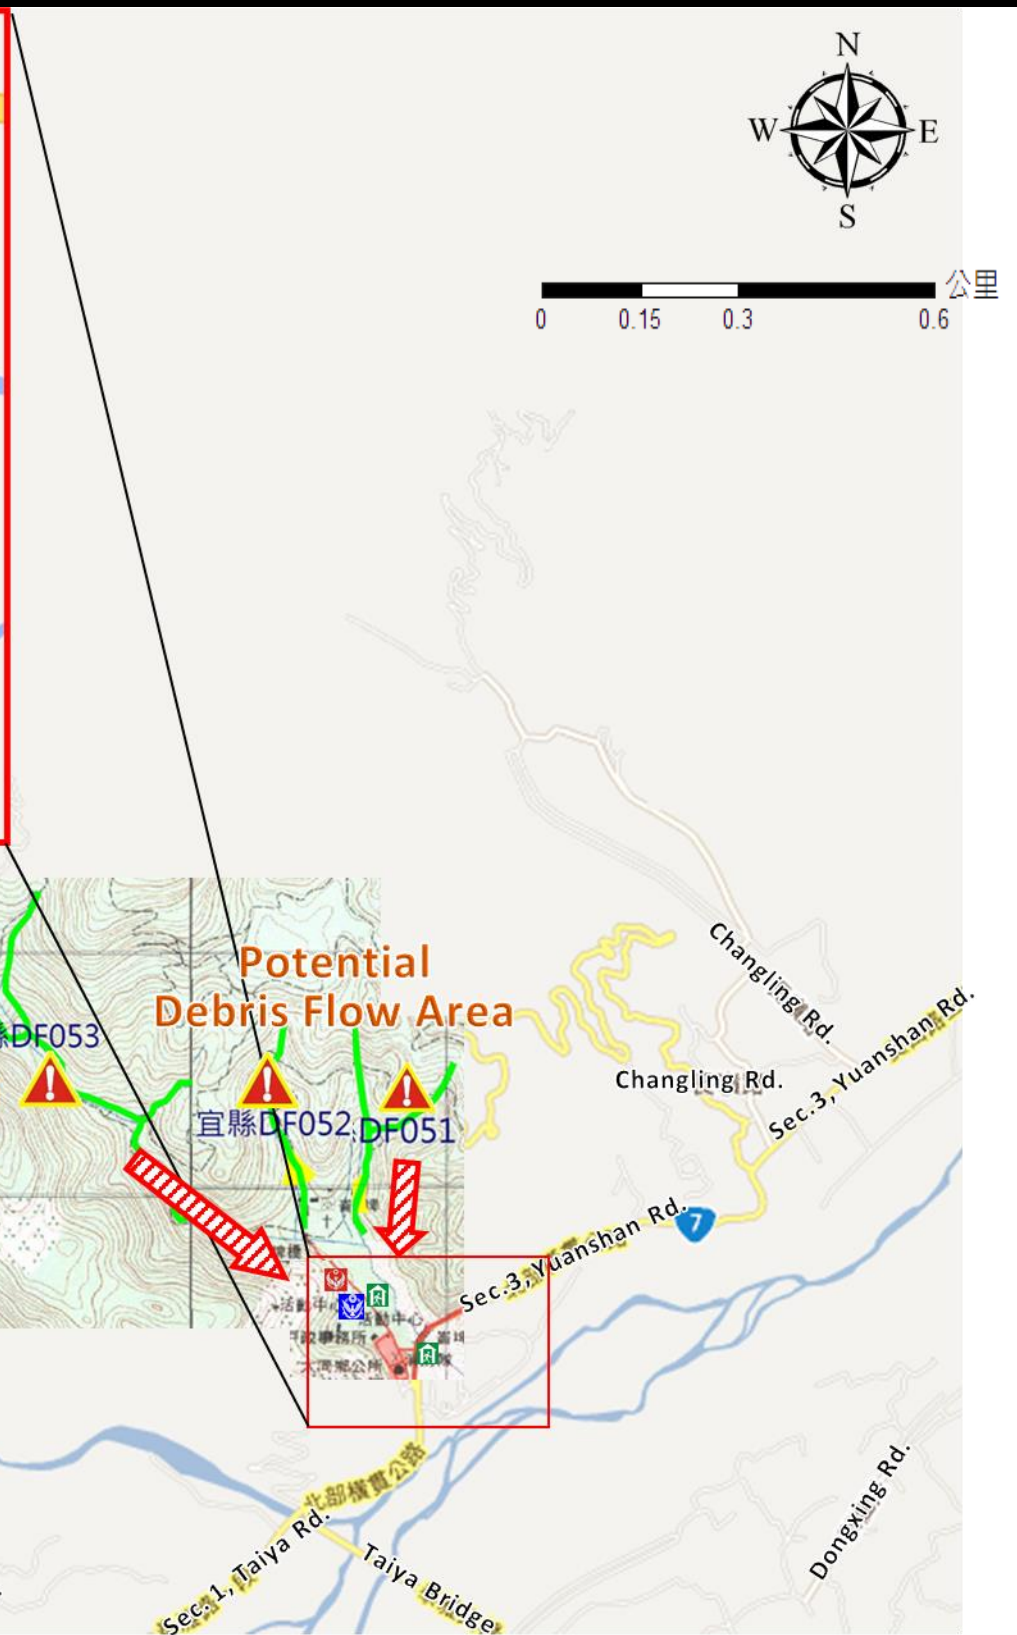 N
W
E
S
公里
0
0.15
0.3
0.6
Potential
Debris Flow Area
DF053
宜縣DF052
DF051
Changling Rd.
Changling Rd.
Sec.3, Yuanshan Rd.
7
Sec.3, Yuanshan Rd.
活動中
活動中心
大同鄉公所
北部橫貫公路
Sec.1, Taiya Rd.
Taiya Bridge
Dongxing Rd.